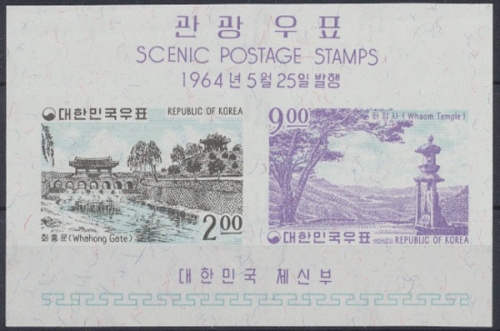 관광우표
SCENIC POSTAGE STAMPS
1964년 5월 25일 발행
대한민국우표 REPUBLIC OF KOREA
화홍문(Whahong Gate)
2.00
9.00
화엄사(Whaom Temple)
대한민국우표 REPUBLIC OF KOREA
대한민국 체신부